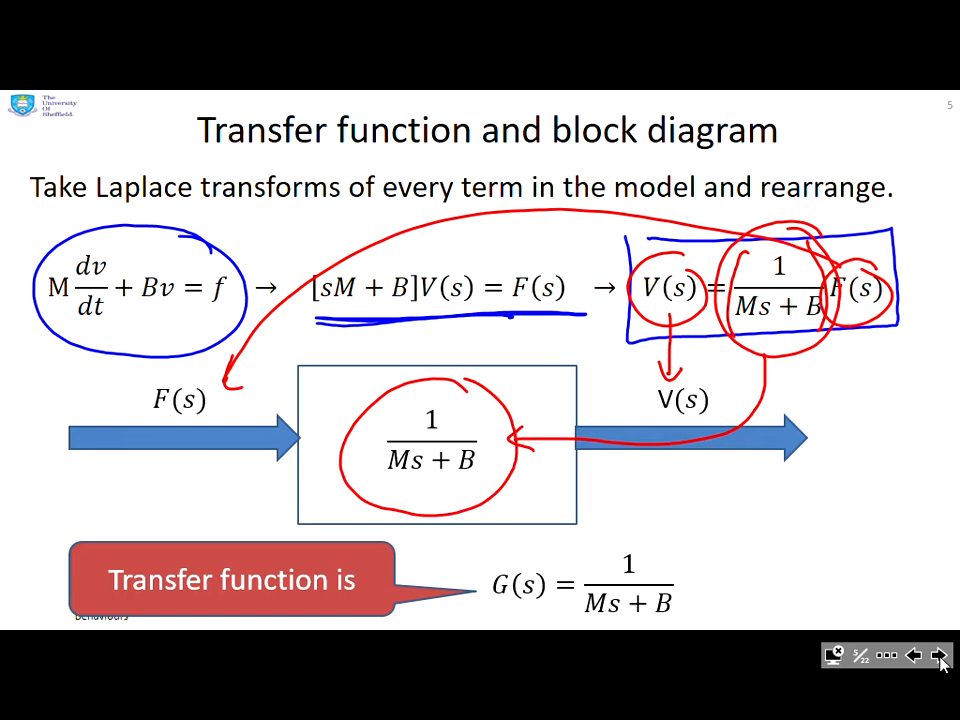 The
University
Of
Sheffield.
5
Transfer function and block diagram
Take Laplace transforms of every term in the model and rearrange.
M dv/dt + Bv = f → [sM + B]V(s) = F(s) → V(s) = 1/(Ms + B) F(s)
F(s)
V(s)
1/(Ms + B)
Transfer function is
G(s) = 1/(Ms + B)
Behaviours
5/22